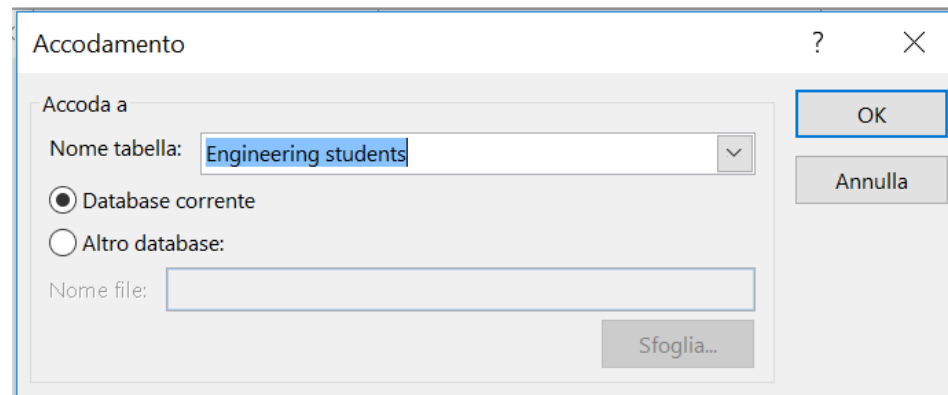 Accodamento ?
Accoda a
OK
Nome tabella: Engineering students
Annulla
Database corrente
Altro database:
Nome file:
Sfoglia...